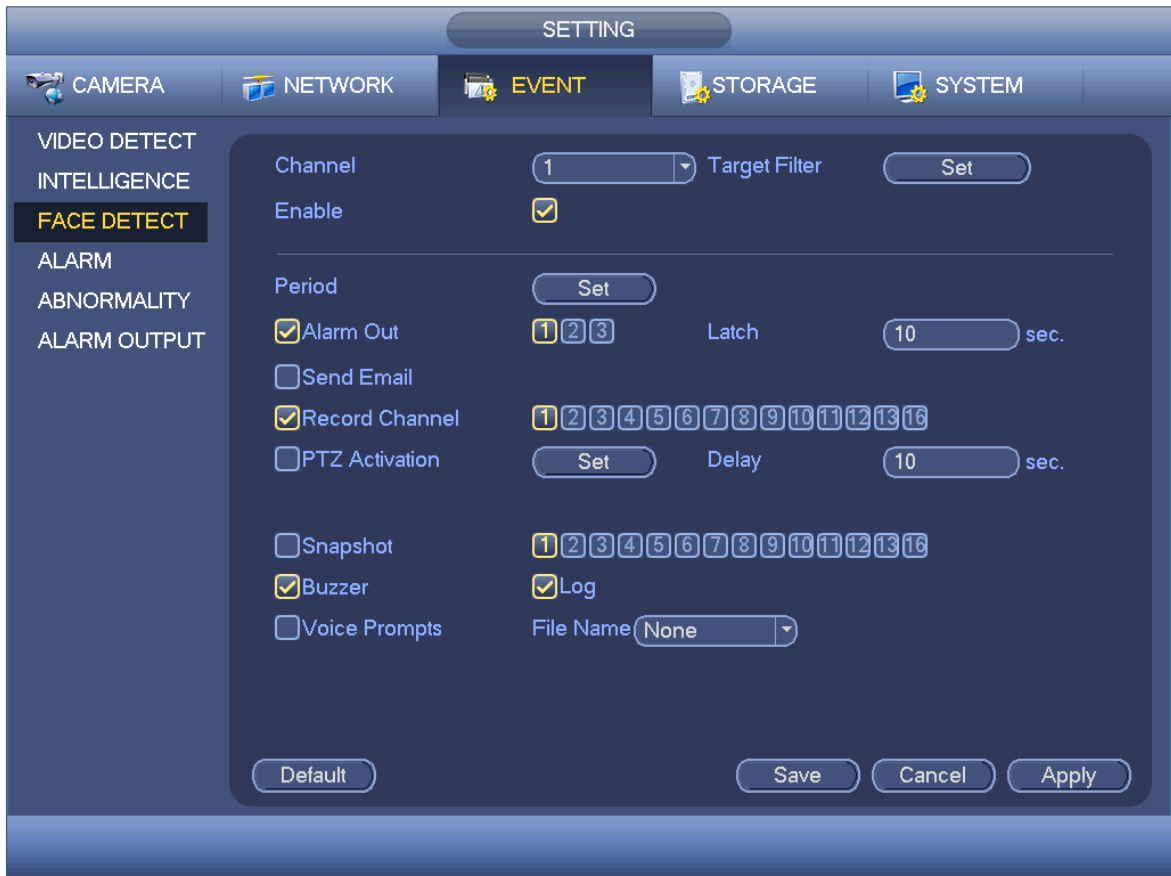 SETTING
CAMERA NETWORK EVENT STORAGE SYSTEM
VIDEO DETECT
INTELLIGENCE
FACE DETECT
ALARM
ABNORMALITY
ALARM OUTPUT
Channel 1 Target Filter Set
Enable
Period Set
Alarm Out 1 2 3 Latch 10 sec.
Send Email
Record Channel 1 2 3 4 5 6 7 8 9 10 11 12 13 16
PTZ Activation Set Delay 10 sec.
Snapshot 1 2 3 4 5 6 7 8 9 10 11 12 13 16
Buzzer Log
Voice Prompts File Name None
Default Save Cancel Apply